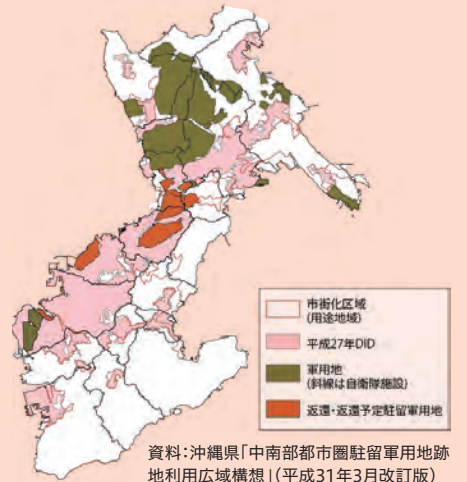 市街化区域
(用途地域)
平成27年DID
軍用地
(斜線は自衛隊施設)
返還・返還予定駐留軍用地
資料:沖縄県「中南部都市圏駐留軍用地跡
地利用広域構想」(平成31年3月改訂版)